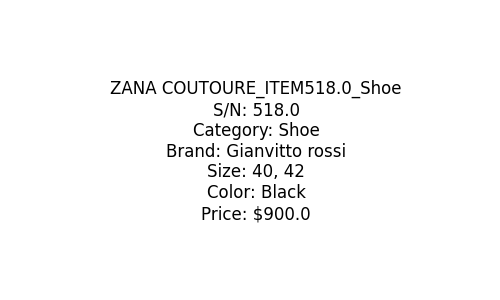 ZANA COUTOURE_ITEM518.0_Shoe
S/N: 518.0
Category: Shoe
Brand: Gianvitto rossi
Size: 40, 42
Color: Black
Price: $900.0